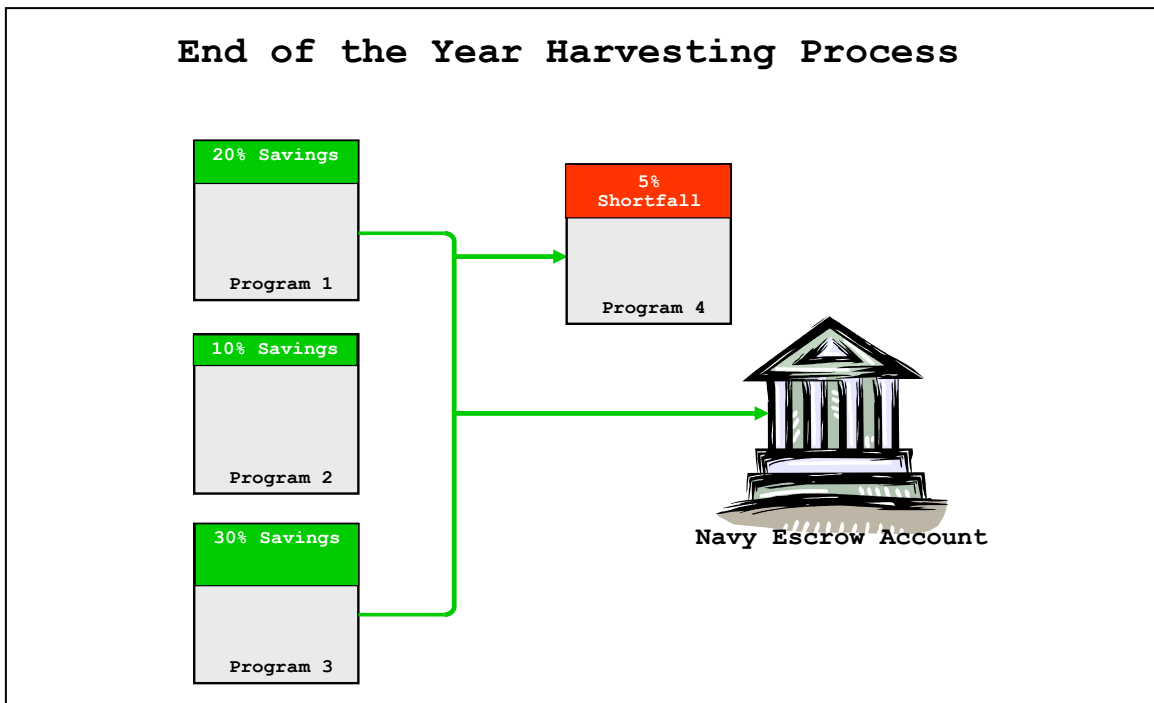 End of the Year Harvesting Process
20% Savings
Program 1
10% Savings
Program 2
30% Savings
Program 3
5%
Shortfall
Program 4
Navy Escrow Account